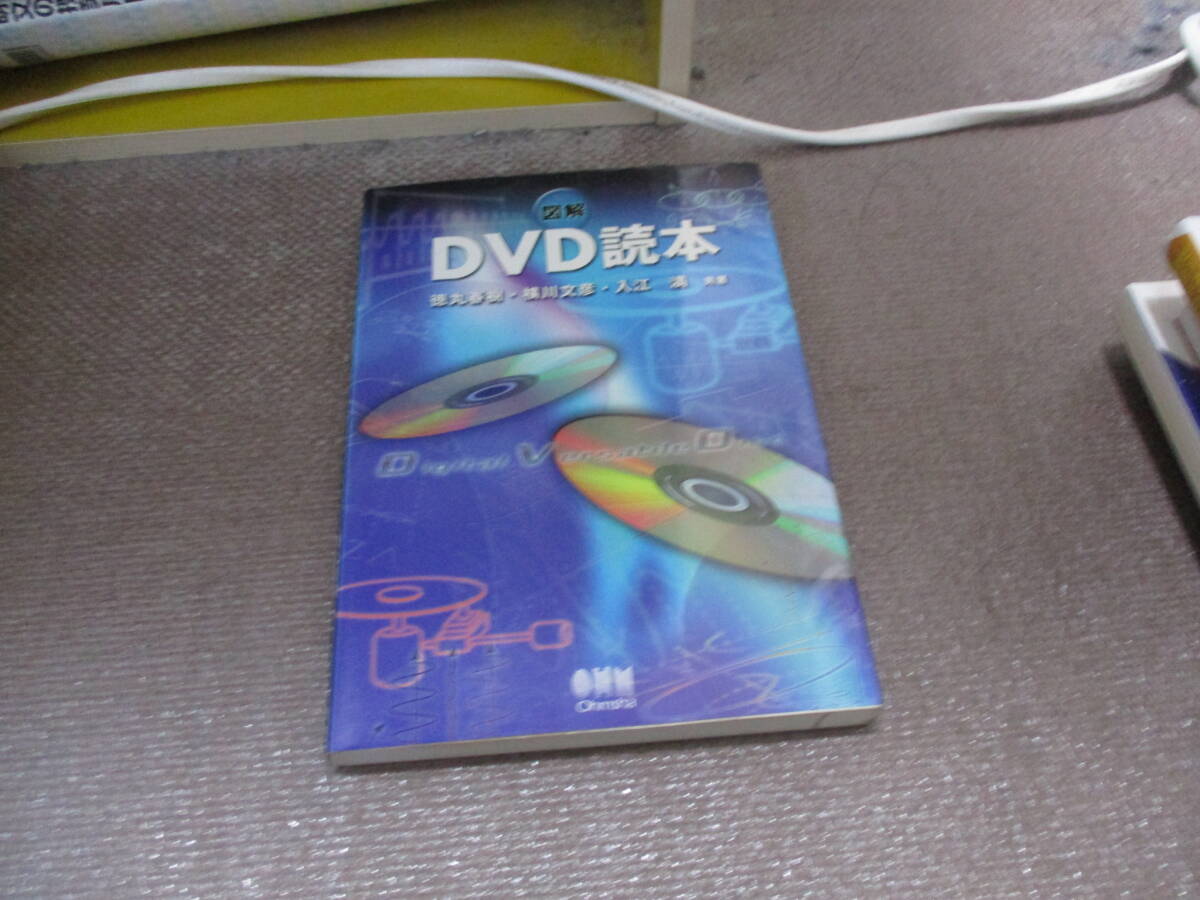 図解
DVD読本
徳丸春樹・横川文彦・入江 満 共著
Digital Versatile Disc
OHM
Ohmsha